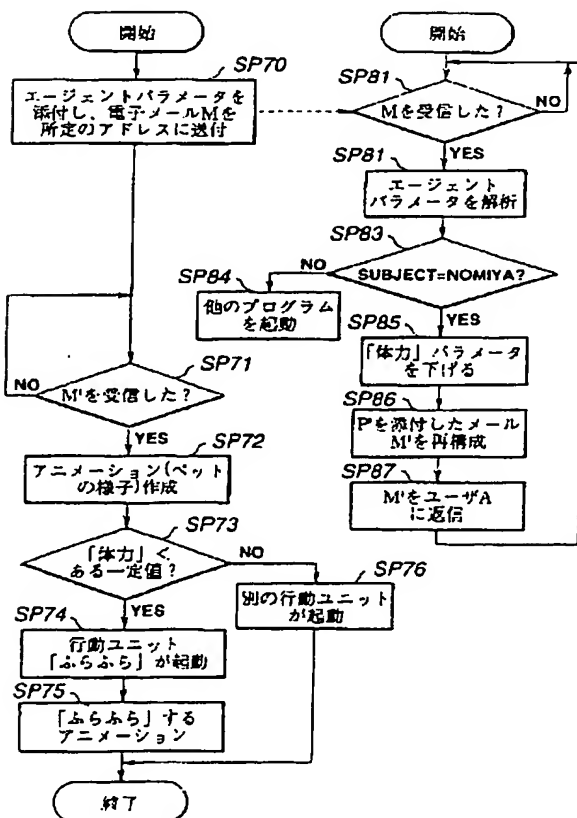 開始
SP70
エージェントパラメータを
添付し、電子メールMを
所定のアドレスに送付
NO
SP71
M'を受信した?
YES
SP72
アニメーション(ペット
の様子)作成
SP73
「体力」<
ある一定値?
NO
YES
SP74
行動ユニット
「ふらふら」が起動
SP75
「ふらふら」する
アニメーション
SP76
別の行動ユニット
が起動
終了
開始
SP81
Mを受信した?
NO
YES
SP81
エージェント
パラメータを解析
SP83
SUBJECT=NOMIYA?
NO
SP84
他のプログラム
を起動
YES
SP85
「体力」パラメータ
を下げる
SP86
P'を添付したメール
M'を再構成
SP87
M'をユーザA
に返信